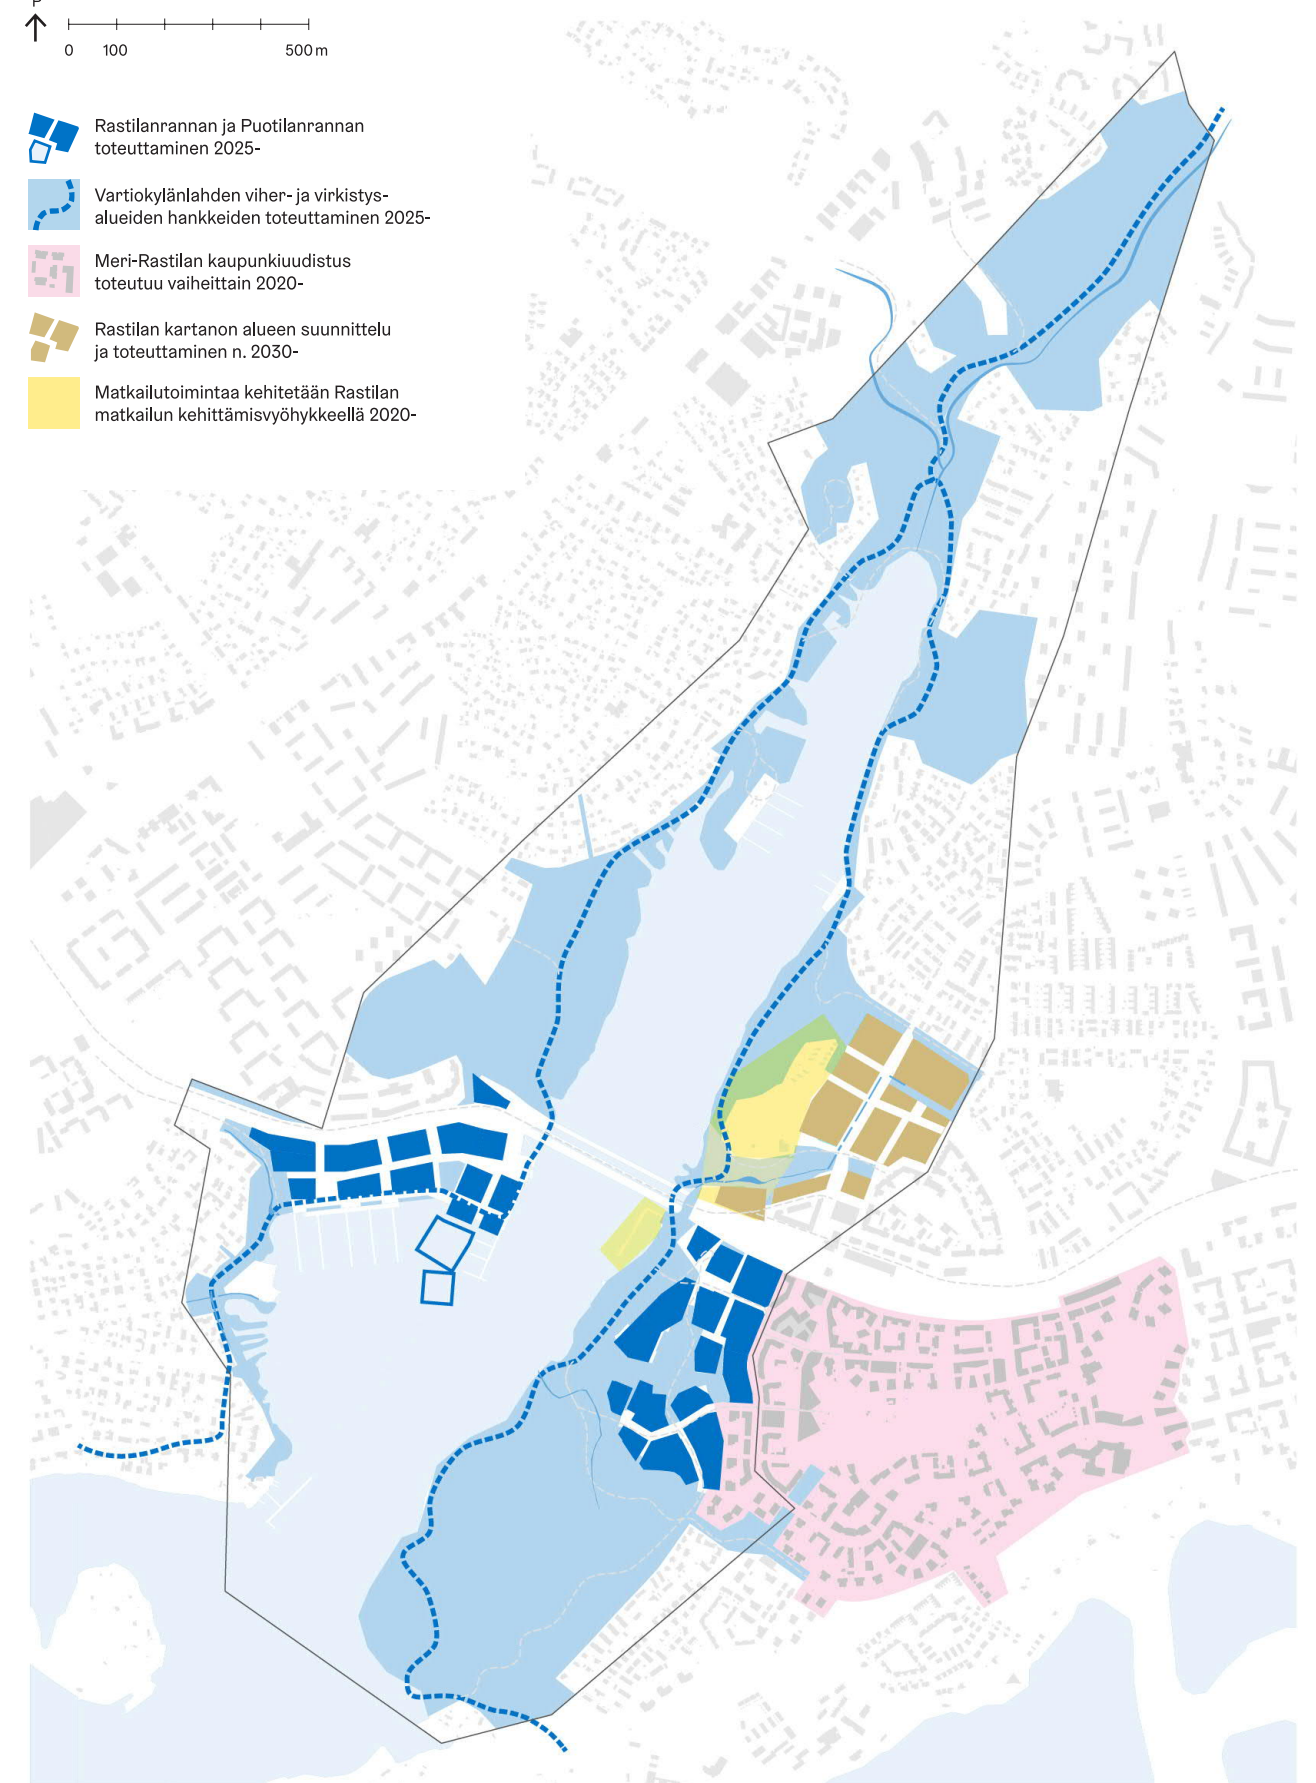 P
0 100 500 m
Rastilanrannan ja Puotilanrannan
toteuttaminen 2025-
Vartiokylänlahden viher- ja virkistys-
alueiden hankkeiden toteuttaminen 2025-
Meri-Rastilan kaupunkiuudistus
toteutuu vaiheittain 2020-
Rastilan kartanon alueen suunnittelu
ja toteuttaminen n. 2030-
Matkailutoimintaa kehitetään Rastilan
matkailun kehittämisvyöhykkeellä 2020-